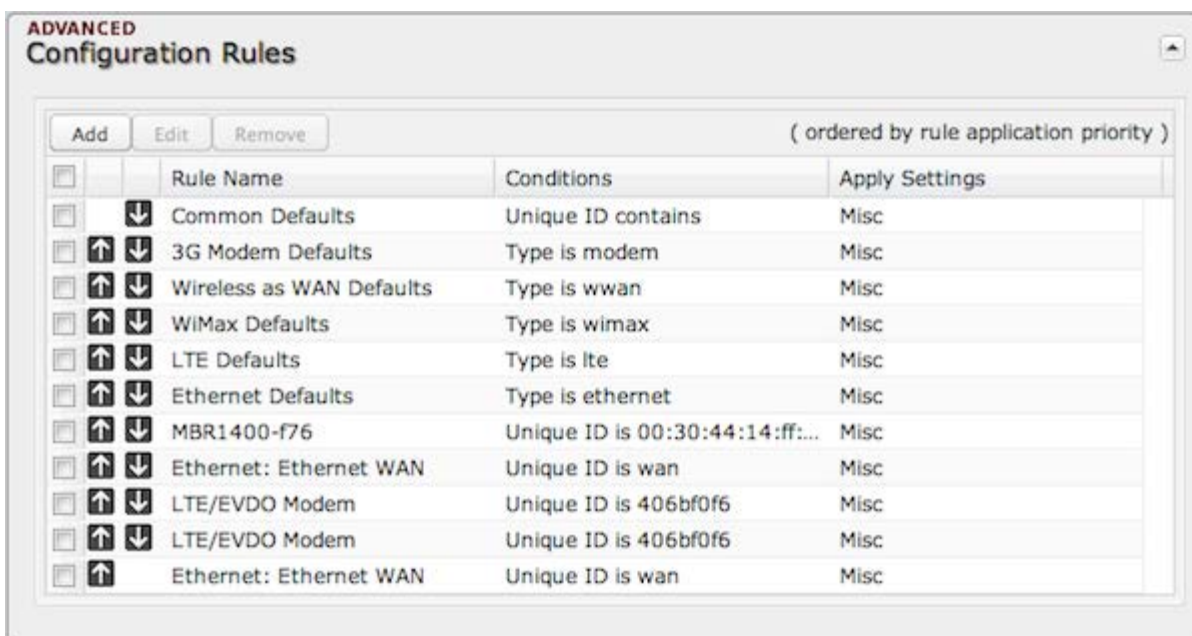 ADVANCED
Configuration Rules
Add Edit Remove ( ordered by rule application priority )
Rule Name Conditions Apply Settings
Common Defaults Unique ID contains Misc
3G Modem Defaults Type is modem Misc
Wireless as WAN Defaults Type is wwan Misc
WiMax Defaults Type is wimax Misc
LTE Defaults Type is lte Misc
Ethernet Defaults Type is ethernet Misc
MBR1400-f76 Unique ID is 00:30:44:14:ff:... Misc
Ethernet: Ethernet WAN Unique ID is wan Misc
LTE/EVDO Modem Unique ID is 406bf0f6 Misc
LTE/EVDO Modem Unique ID is 406bf0f6 Misc
Ethernet: Ethernet WAN Unique ID is wan Misc